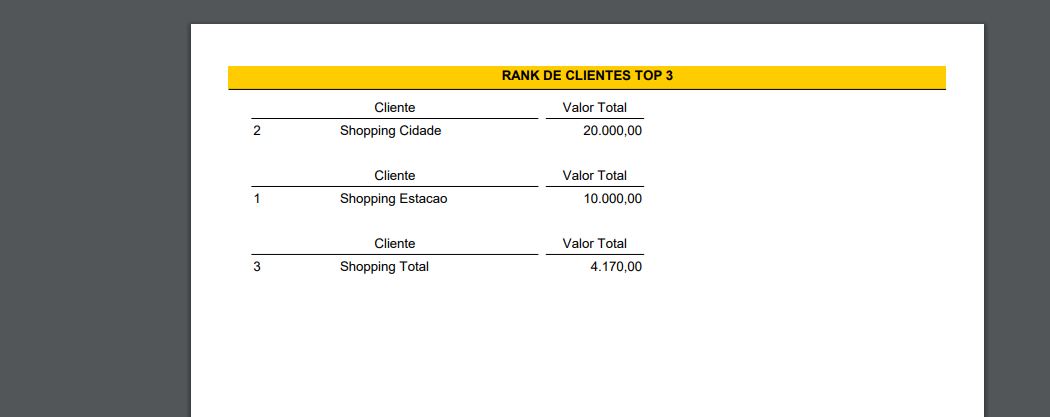 RANK DE CLIENTES TOP 3
Cliente Valor Total
2 Shopping Cidade 20.000,00
Cliente Valor Total
1 Shopping Estacao 10.000,00
Cliente Valor Total
3 Shopping Total 4.170,00